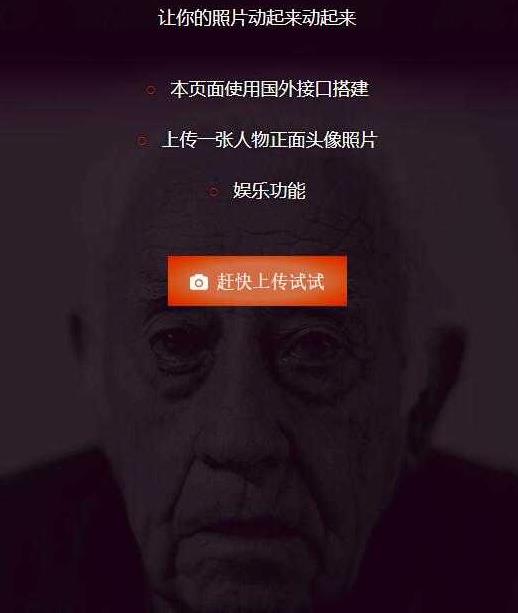 让你的照片动起来动起来
本页面使用国外接口搭建
上传一张人物正面头像照片
娱乐功能
赶快上传试试